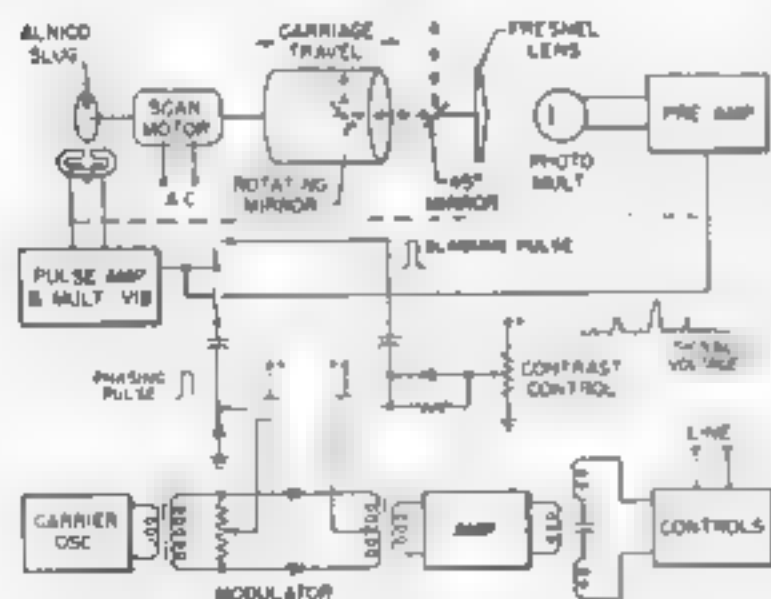 ALNICO
SLUG
CARRIAGE
TRAVEL
FRESNEL
LENS
SCAN
MOTOR
PRE AMP
A C
ROTATING
MIRROR
45°
MIRROR
PHOTO
MULT
PULSE AMP
& MULT VIB
BLANKING PULSE
PHASING
PULSE
CONTRAST
CONTROL
SIGNAL
VOLTAGE
LINE
CARRIER
OSC
AMP
CONTROLS
MODULATOR